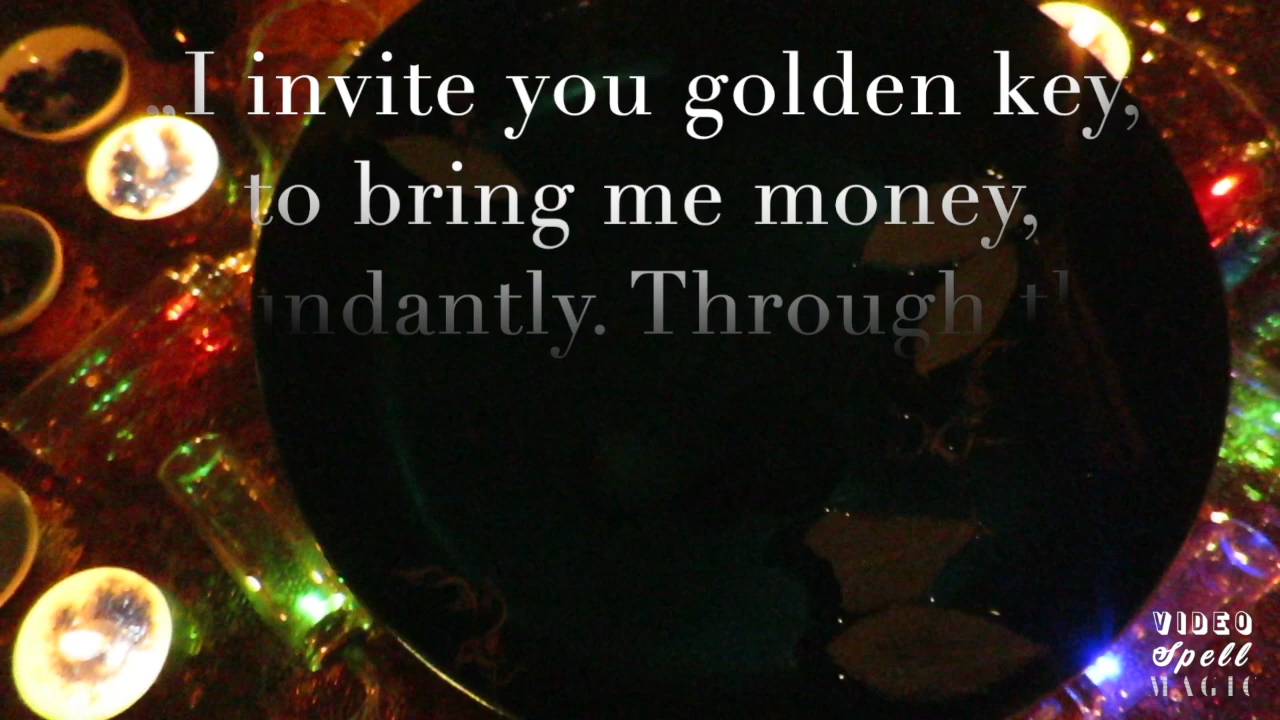 „I invite you golden key,
to bring me money,
undantly. Through th
VIDEO
Spell
MAGIC